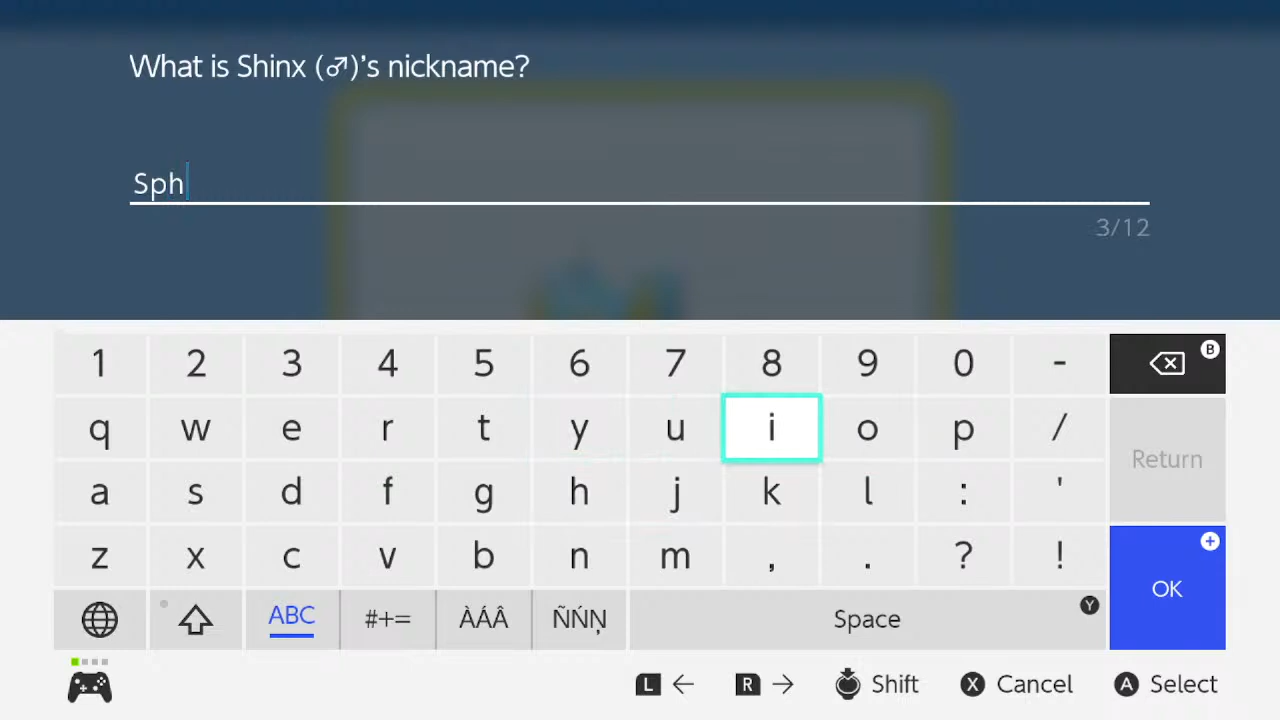 What is Shinx (♂)'s nickname?
Sph
3/12
1 2 3 4 5 6 7 8 9 0 - B
q w e r t y u i o p / Return
a s d f g h j k l : '
z x c v b n m , . ? ! + OK
ABC #+= ÀÁÂ ÑŃŅ Space Y
L ← R → Shift X Cancel A Select